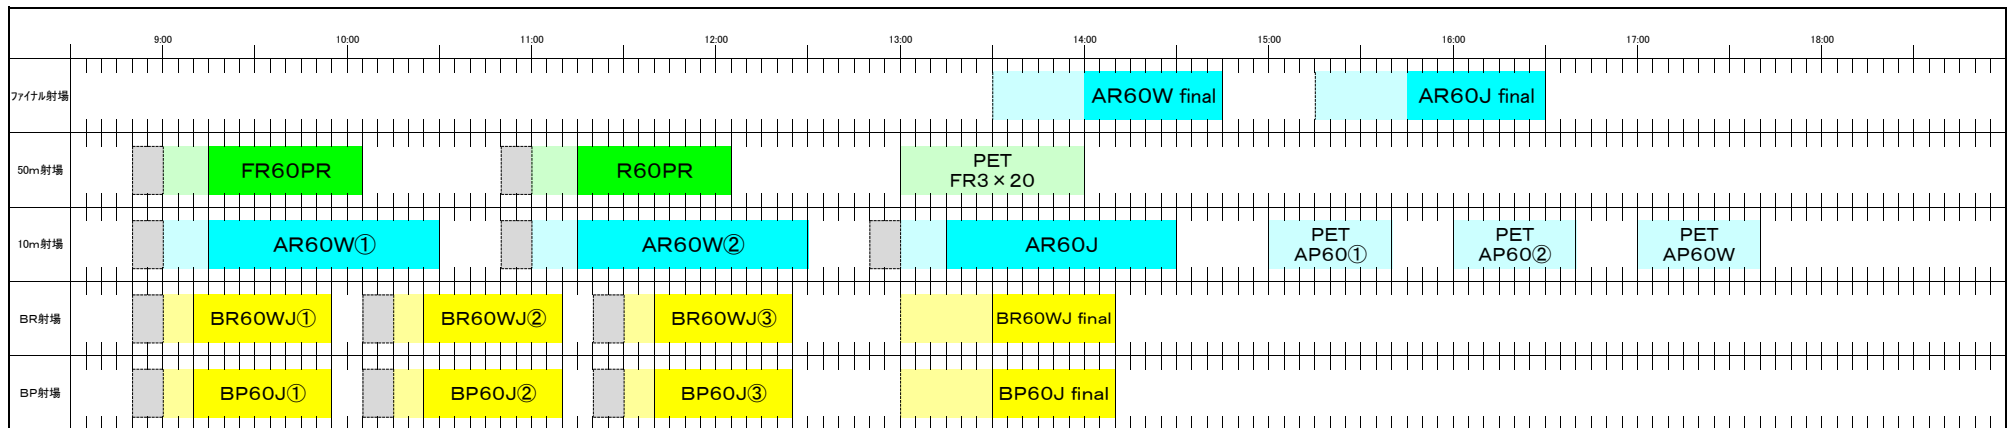 9:00 10:00 11:00 12:00 13:00 14:00 15:00 16:00 17:00 18:00
ファイナル射場 AR60W final AR60J final
50m射場 FR60PR R60PR PET
FR3×20
10m射場 AR60W① AR60W② AR60J PET
AP60① PET
AP60② PET
AP60W
BR射場 BR60WJ① BR60WJ② BR60WJ③ BR60WJ final
BP射場 BP60J① BP60J② BP60J③ BP60J final